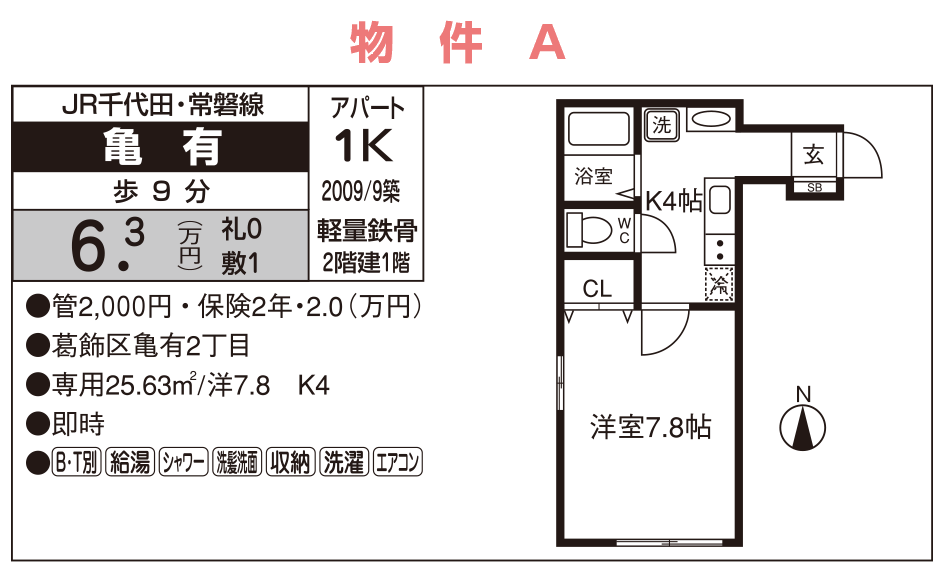 物件 A
JR千代田・常磐線
亀有
歩9分
6.3(万円)
礼0
敷1
アパート
1K
2009/9築
軽量鉄骨
2階建1階
●管2,000円・保険2年・2.0(万円)
●葛飾区亀有2丁目
●専用25.63m²/洋7.8 K4
●即時
●B・T別 給湯 シャワー 洗髪洗面 収納 洗濯 エアコン
洗
浴室
玄
SB
K4帖
WC
冷
CL
洋室7.8帖
N